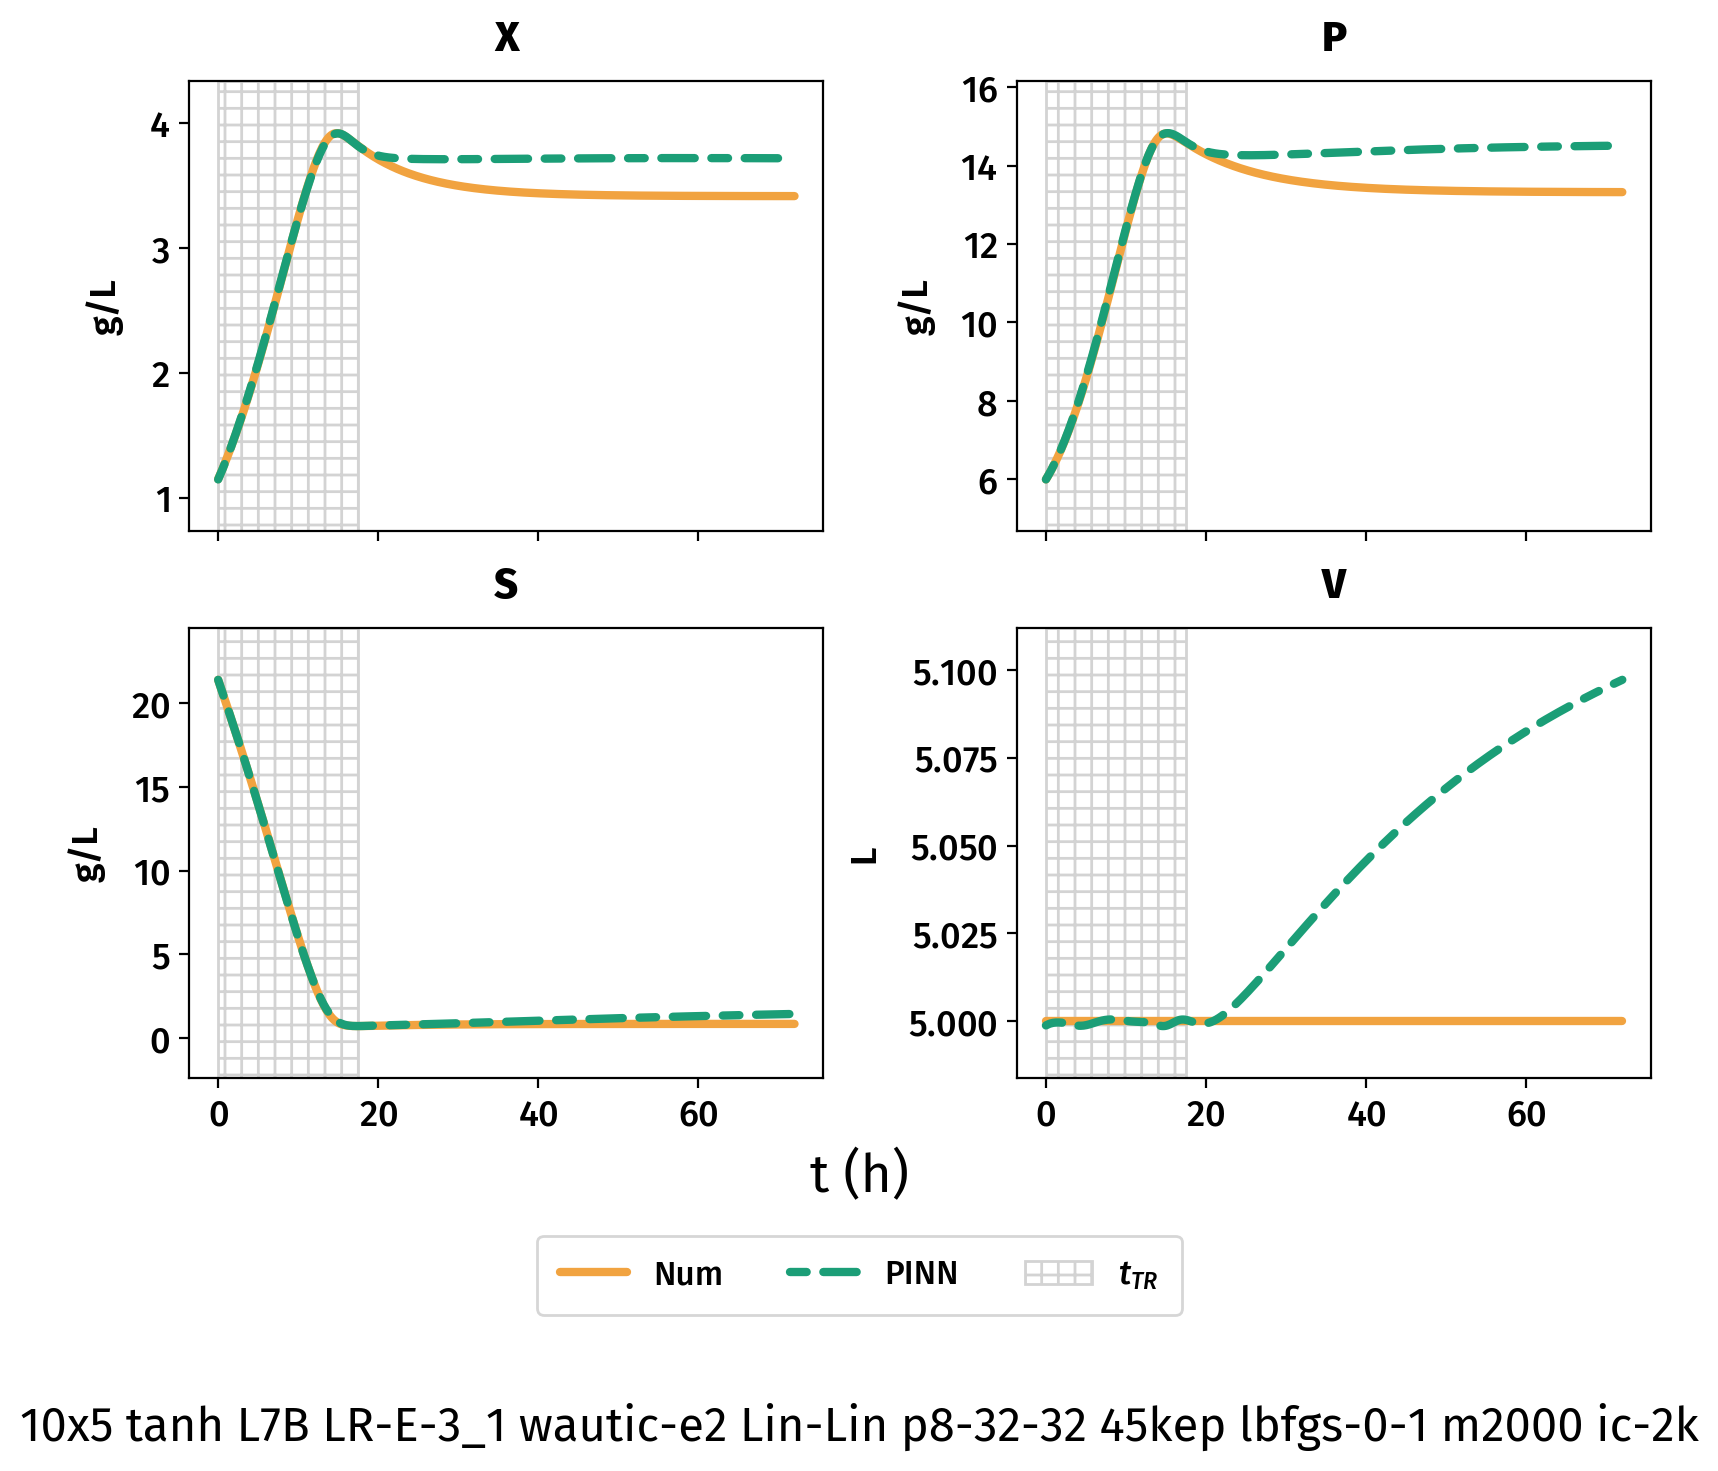 X
P
4
3
2
1
g/L
16
14
12
10
8
6
g/L
S
V
20
15
10
5
0
g/L
0 20 40 60
5.100
5.075
5.050
5.025
5.000
L
0 20 40 60
t (h)
Num PINN tTR
10x5 tanh L7B LR-E-3_1 wautic-e2 Lin-Lin p8-32-32 45kep lbfgs-0-1 m2000 ic-2k